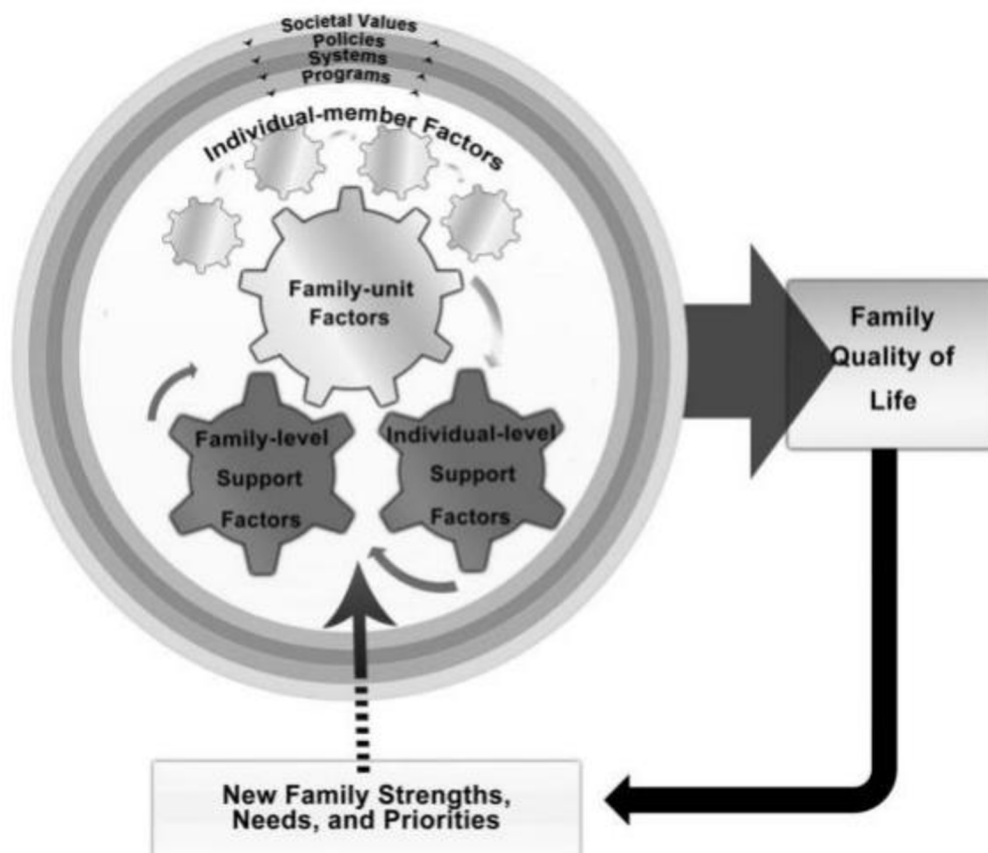 Societal Values
Policies
Systems
Programs
Individual-member Factors
Family-unit
Factors
Family-level
Support
Factors
Individual-level
Support
Factors
Family
Quality of
Life
New Family Strengths,
Needs, and Priorities